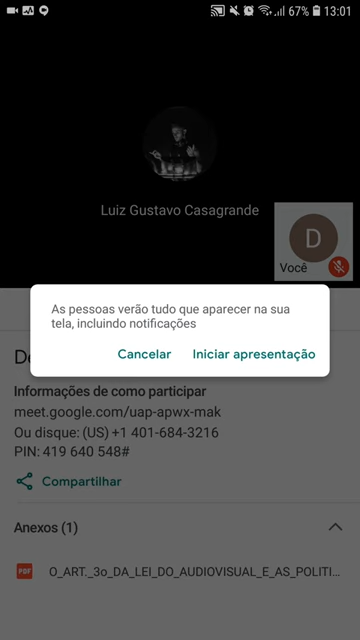 67% 13:01
Luiz Gustavo Casagrande
D
Você
As pessoas verão tudo que aparecer na sua
tela, incluindo notificações
Cancelar Iniciar apresentação
Informações de como participar
meet.google.com/uap-apwx-mak
Ou disque: (US) +1 401-684-3216
PIN: 419 640 548#
Compartilhar
Anexos (1)
PDF O_ART._3o_DA_LEI_DO_AUDIOVISUAL_E_AS_POLITI...